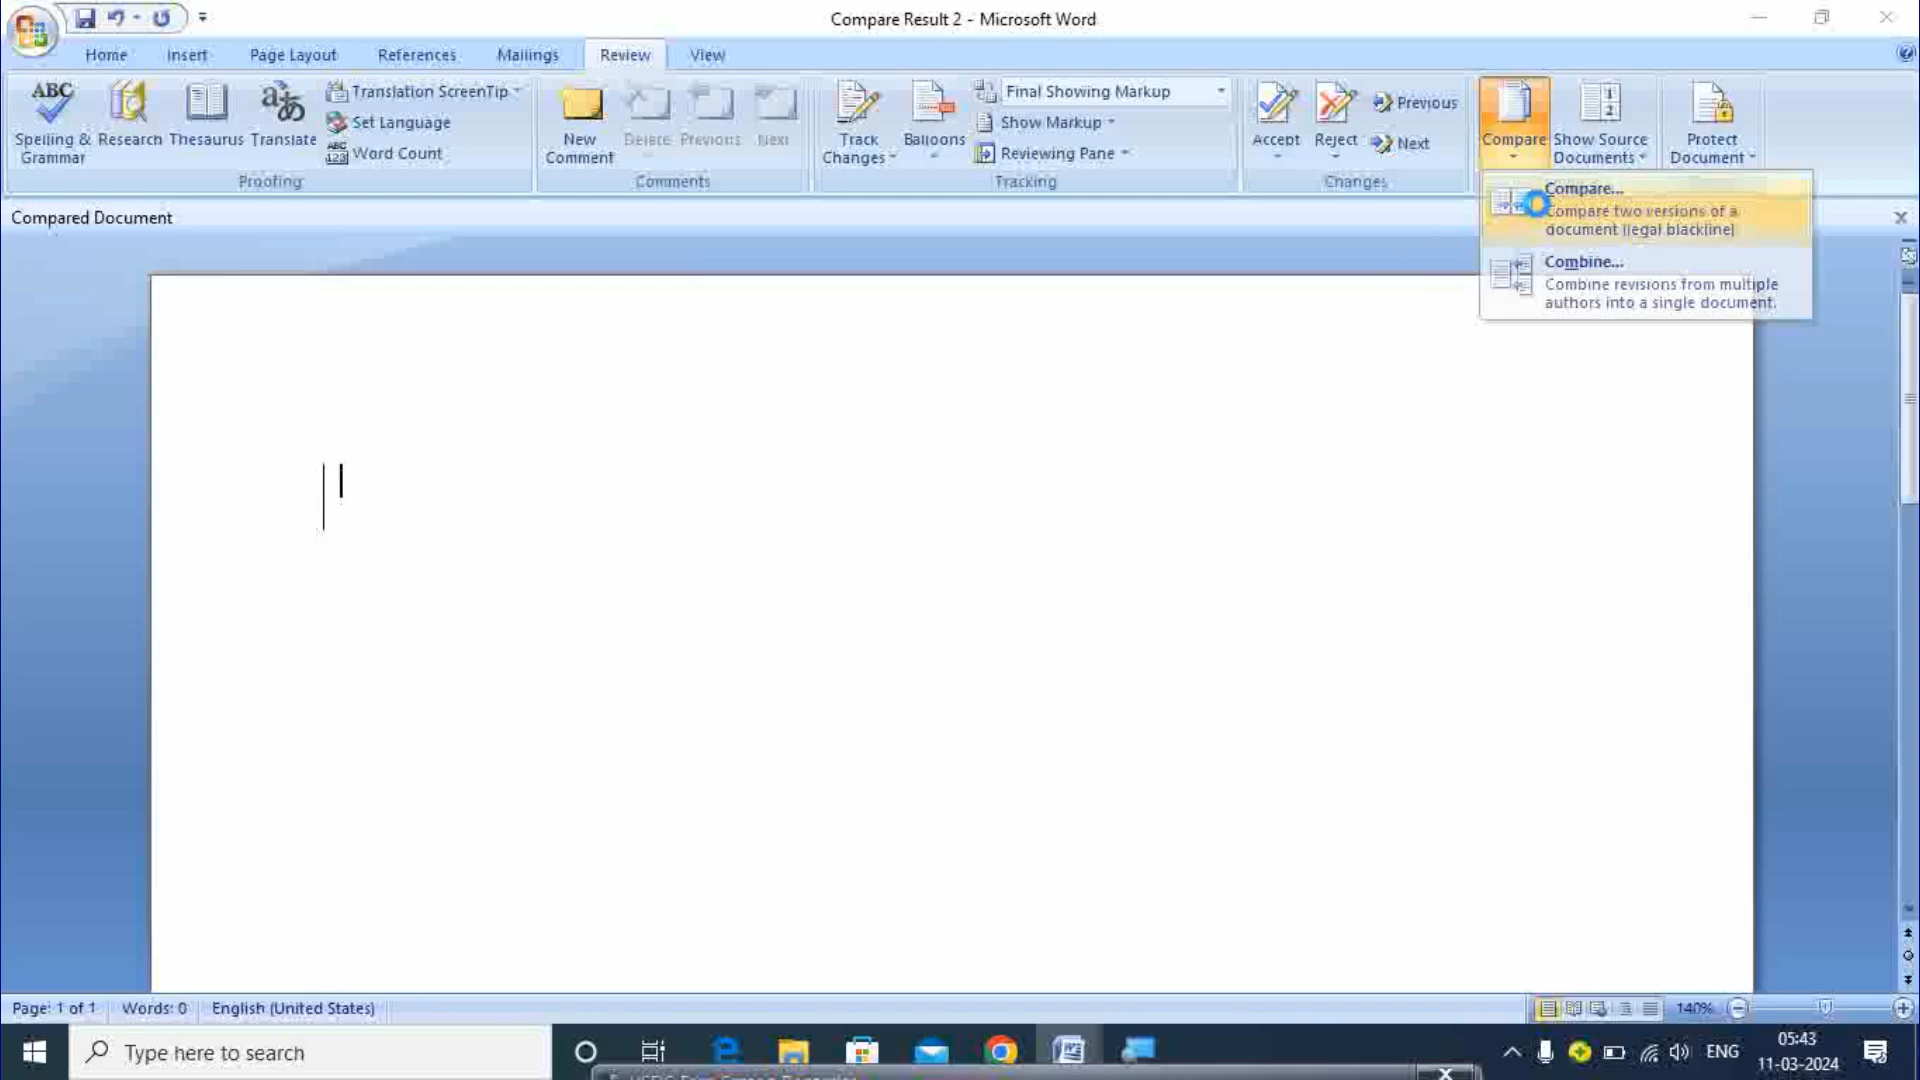 Compare Result 2 - Microsoft Word
Home Insert Page Layout References Mailings Review View
ABC Spelling & Grammar
Research
Thesaurus
Translate
Translation ScreenTip
Set Language
ABC 123 Word Count
Proofing
New Comment
Delete
Previous
Next
Comments
Track Changes
Balloons
Final Showing Markup
Show Markup
Reviewing Pane
Tracking
Accept
Reject
Previous
Next
Changes
Compare
Show Source Documents
Protect Document
Compare...
Compare two versions of a
document (legal blackline)
Combine...
Combine revisions from multiple
authors into a single document.
Compared Document
Page: 1 of 1 Words: 0 English (United States) 140%
Type here to search
ENG
05:43
11-03-2024